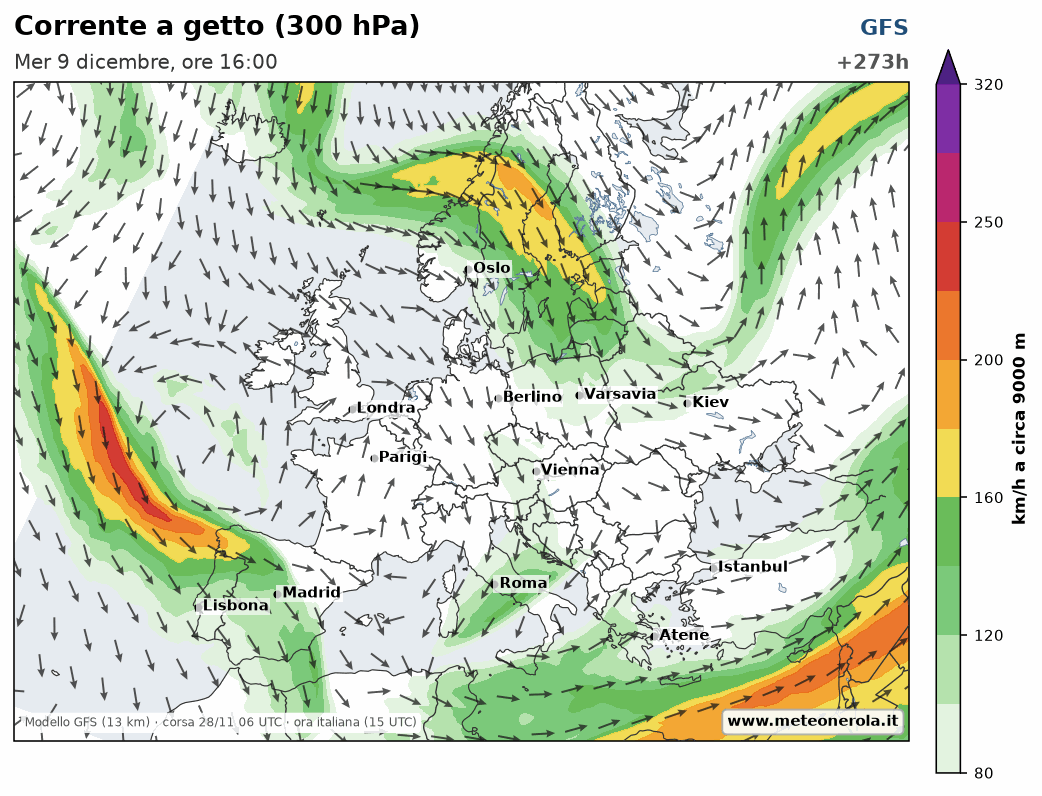 Corrente a getto (300 hPa)
GFS
Mer 9 dicembre, ore 16:00
+273h
320
250
200
160
120
80
km/h a circa 9000 m
Oslo
Berlino
Varsavia
Kiev
Londra
Parigi
Vienna
Istanbul
Roma
Madrid
Lisbona
Atene
Modello GFS (13 km) · corsa 28/11 06 UTC · ora italiana (15 UTC)
www.meteonerola.it